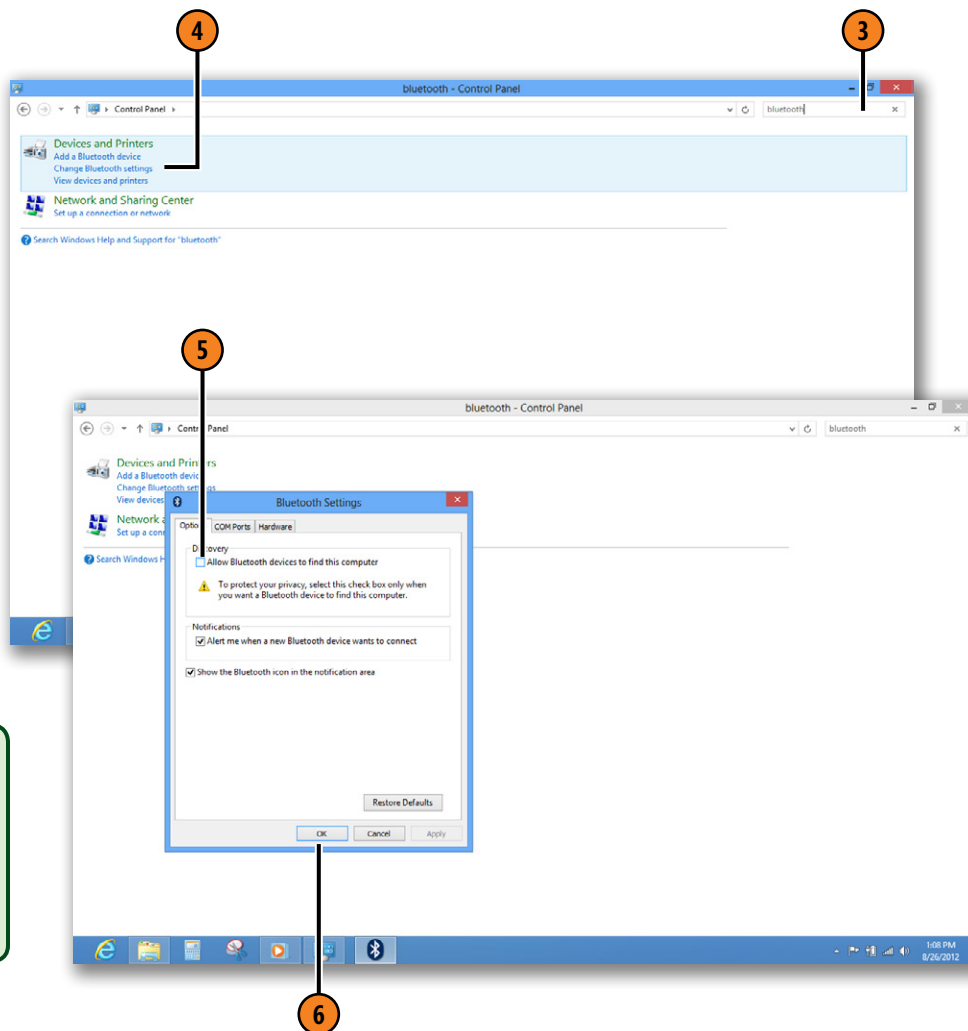 4
3
bluetooth - Control Panel
Control Panel
bluetooth
Devices and Printers
Add a Bluetooth device
Change Bluetooth settings
View devices and printers
Network and Sharing Center
Set up a connection or network
Search Windows Help and Support for "bluetooth"
5
bluetooth - Control Panel
Control Panel
bluetooth
Devices and Printers
Add a Bluetooth
Change Bluetooth settings
View devices
Network
Set up a
Search Windows
Bluetooth Settings
Options
COM Ports
Hardware
Discovery
Allow Bluetooth devices to find this computer
To protect your privacy, select this check box only when
you want a Bluetooth device to find this computer.
Notifications
Alert me when a new Bluetooth device wants to connect
Show the Bluetooth icon in the notification area
Restore Defaults
OK
Cancel
Apply
1:08 PM
8/26/2012
6